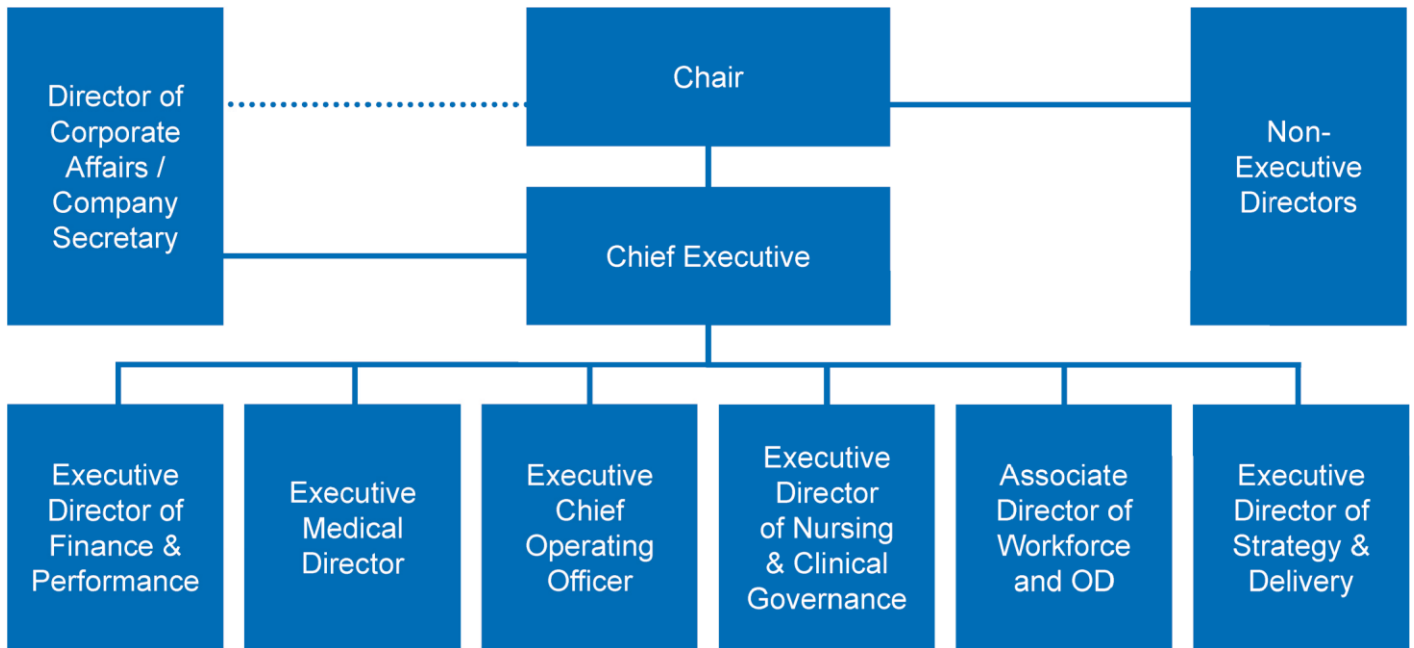 Director of
Corporate
Affairs /
Company
Secretary
Chair
Non-
Executive
Directors
Chief Executive
Executive
Director of
Finance &
Performance
Executive
Medical
Director
Executive
Chief
Operating
Officer
Executive
Director
of Nursing
& Clinical
Governance
Associate
Director of
Workforce
and OD
Executive
Director of
Strategy &
Delivery